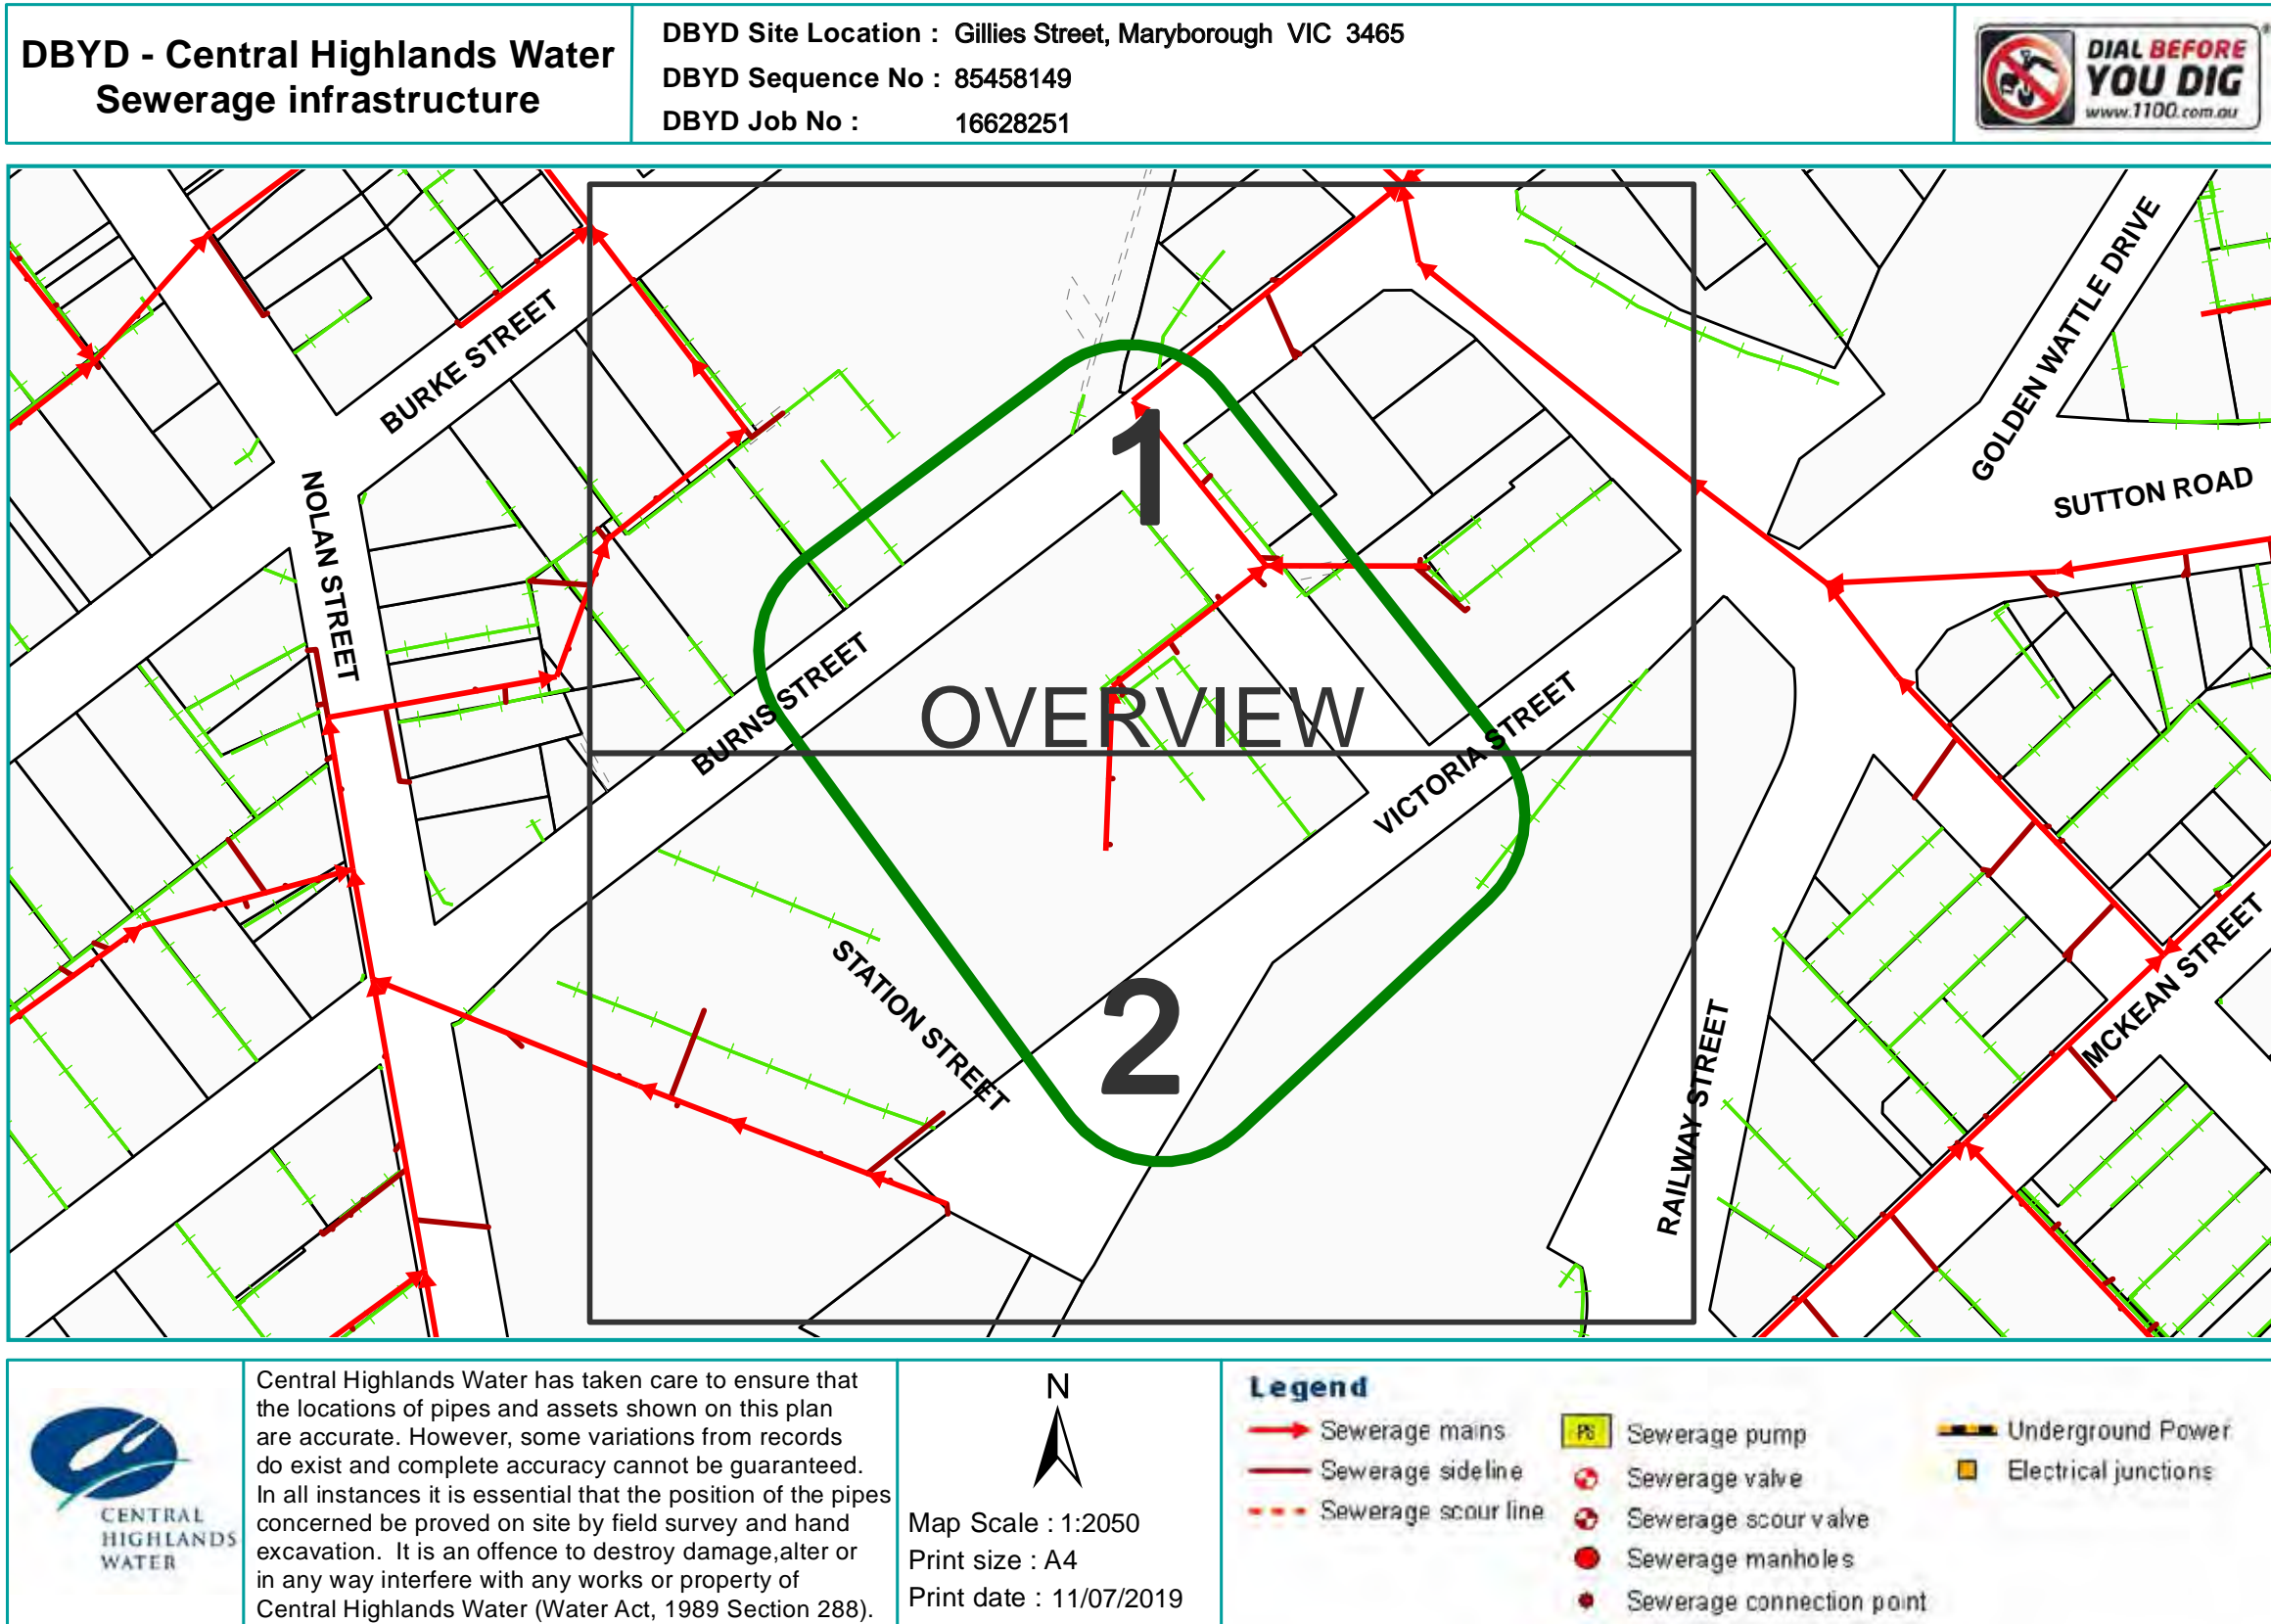 DBYD - Central Highlands Water
Sewerage infrastructure
DBYD Site Location : Gillies Street, Maryborough VIC 3465
DBYD Sequence No : 85458149
DBYD Job No : 16628251
DIAL BEFORE
YOU DIG
www.1100.com.au
®
BURKE STREET
NOLAN STREET
BURNS STREET
GOLDEN WATTLE DRIVE
SUTTON ROAD
1
OVERVIEW
VICTORIA STREET
STATION STREET
2
RAILWAY STREET
MCKEAN STREET
CENTRAL
HIGHLANDS
WATER
Central Highlands Water has taken care to ensure that
the locations of pipes and assets shown on this plan
are accurate. However, some variations from records
do exist and complete accuracy cannot be guaranteed.
In all instances it is essential that the position of the pipes
concerned be proved on site by field survey and hand
excavation. It is an offence to destroy damage,alter or
in any way interfere with any works or property of
Central Highlands Water (Water Act, 1989 Section 288).
N
Map Scale : 1:2050
Print size : A4
Print date : 11/07/2019
Legend
Sewerage mains
Sewerage sideline
Sewerage scour line
PS Sewerage pump
Sewerage valve
Sewerage scour valve
Sewerage manholes
Sewerage connection point
Underground Power
Electrical junctions